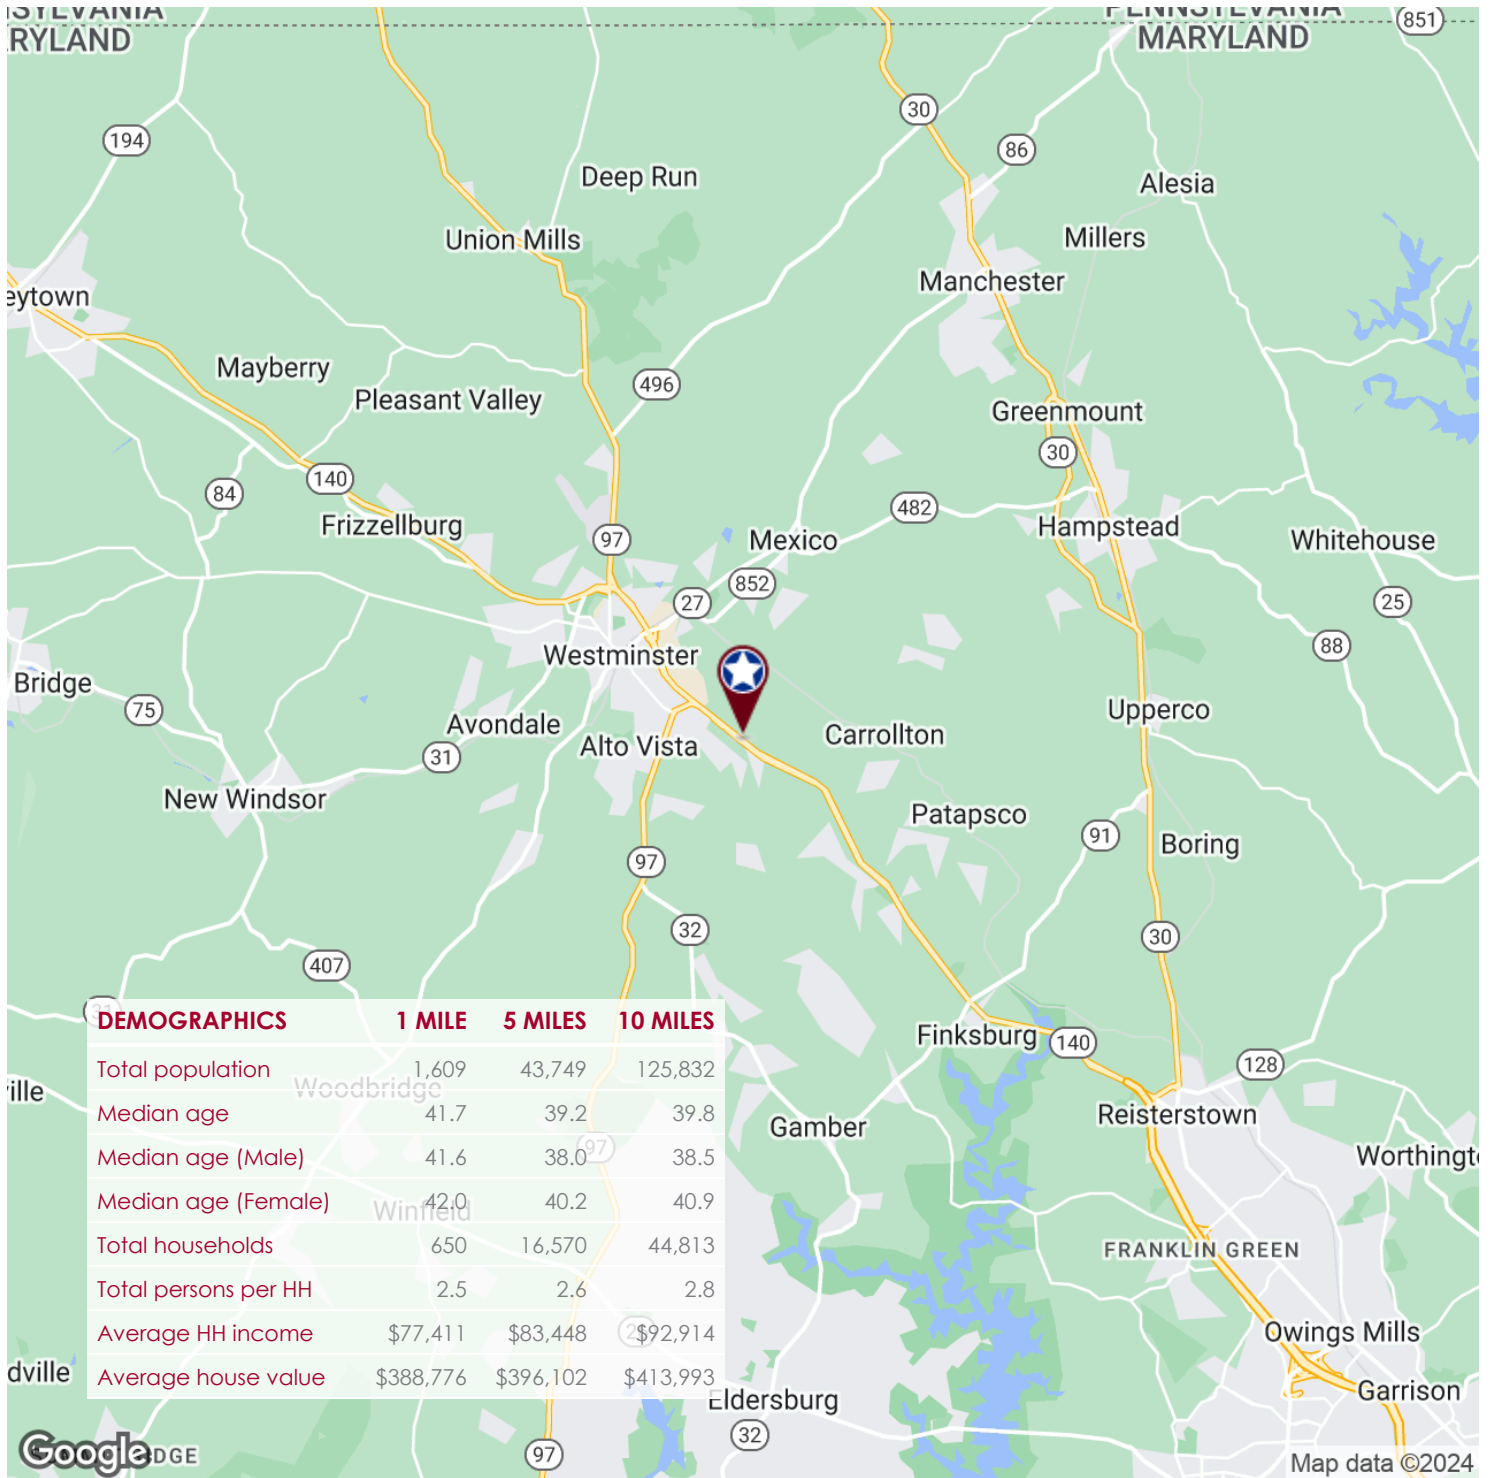 PENNSYLVANIA
MARYLAND
851
30
194
86
Deep Run
Alesia
Union Mills
Millers
Manchester
eytown
Mayberry
496
Pleasant Valley
Greenmount
30
140
84
482
Frizzellburg
97
Mexico
Hampstead
Whitehouse
852
27
25
88
Westminster
Bridge
75
Avondale
Alto Vista
Carrollton
Upperco
31
New Windsor
Patapsco
91
Boring
97
32
30
407
31
DEMOGRAPHICS 1 MILE 5 MILES 10 MILES
Total population 1,609 43,749 125,832
Median age 41.7 39.2 39.8
Median age (Male) 41.6 38.0 38.5
Median age (Female) 42.0 40.2 40.9
Total households 650 16,570 44,813
Total persons per HH 2.5 2.6 2.8
Average HH income $77,411 $83,448 $92,914
Average house value $388,776 $396,102 $413,993
Woodbridge
97
Winfield
Finksburg
140
128
ville
Reisterstown
Gamber
FRANKLIN GREEN
Owings Mills
dville
Garrison
Eldersburg
32
97
Google
Map data ©2024